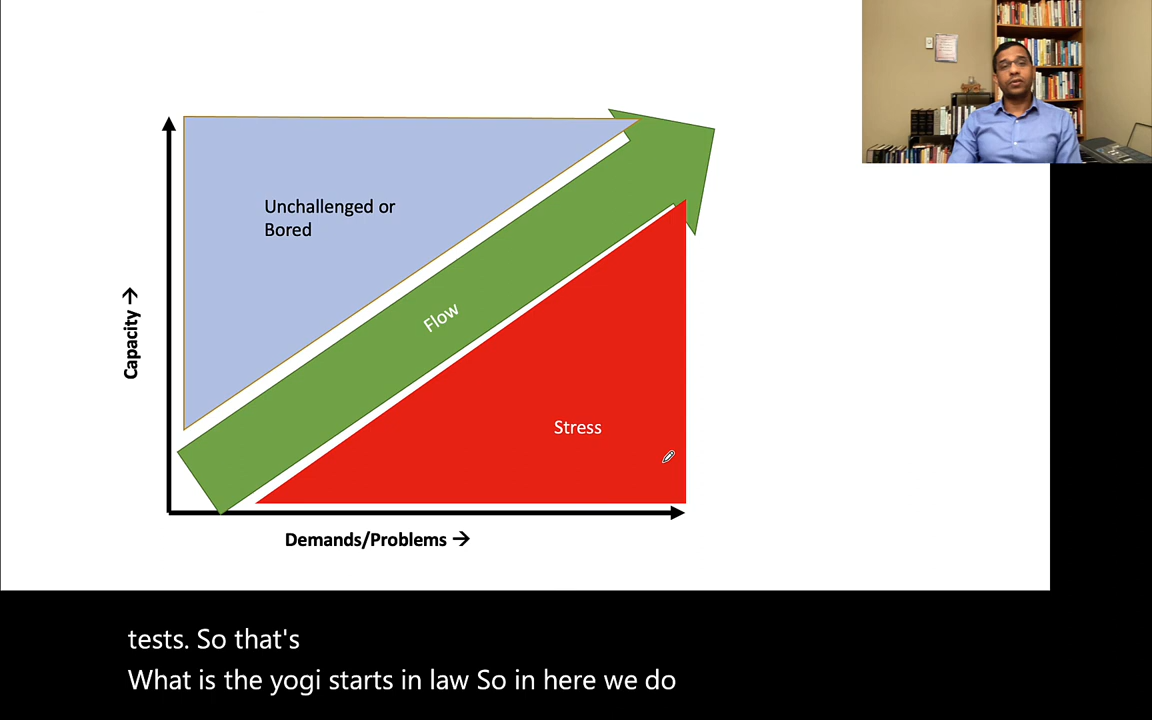 Unchallenged or
Bored
Capacity →
Flow
Stress
Demands/Problems →
tests. So that's
What is the yogi starts in law So in here we do